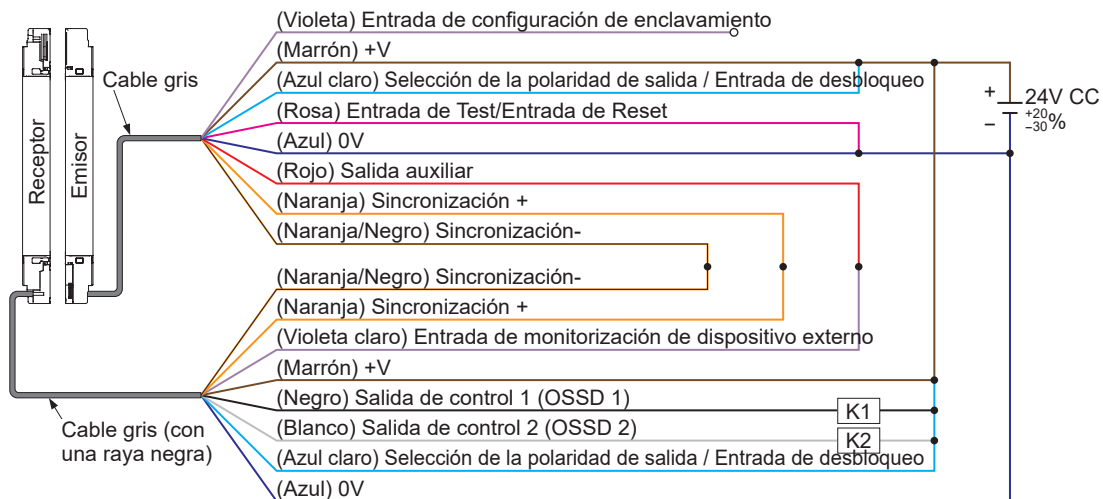 (Violeta) Entrada de configuración de enclavamiento
(Marrón) +V
Cable gris
(Azul claro) Selección de la polaridad de salida / Entrada de desbloqueo
(Rosa) Entrada de Test/Entrada de Reset
+
−
24V CC
+20
−30%
(Azul) 0V
Receptor
Emisor
(Rojo) Salida auxiliar
(Naranja) Sincronización +
(Naranja/Negro) Sincronización-
(Naranja/Negro) Sincronización-
(Naranja) Sincronización +
(Violeta claro) Entrada de monitorización de dispositivo externo
(Marrón) +V
(Negro) Salida de control 1 (OSSD 1)
K1
Cable gris (con
una raya negra)
(Blanco) Salida de control 2 (OSSD 2)
K2
(Azul claro) Selección de la polaridad de salida / Entrada de desbloqueo
(Azul) 0V